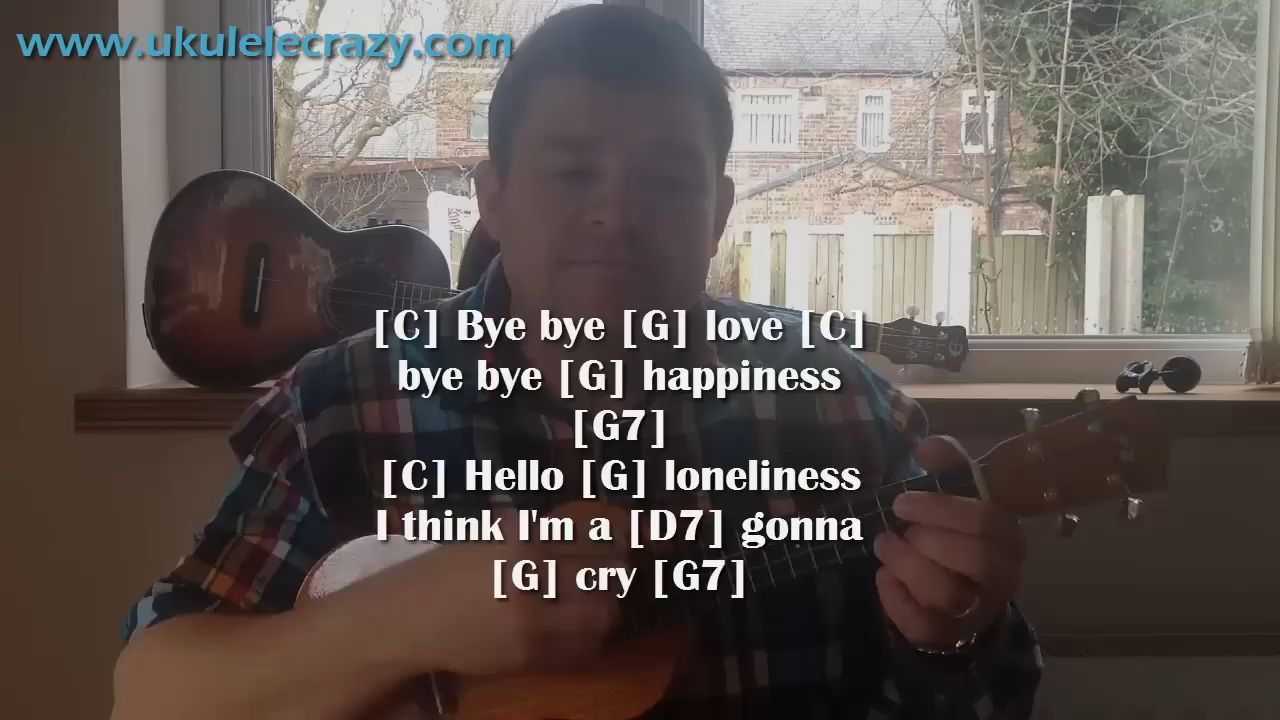 www.ukulelecrazy.com
[C] Bye bye [G] love [C]
bye bye [G] happiness
[G7]
[C] Hello [G] loneliness
I think I'm a [D7] gonna
[G] cry [G7]